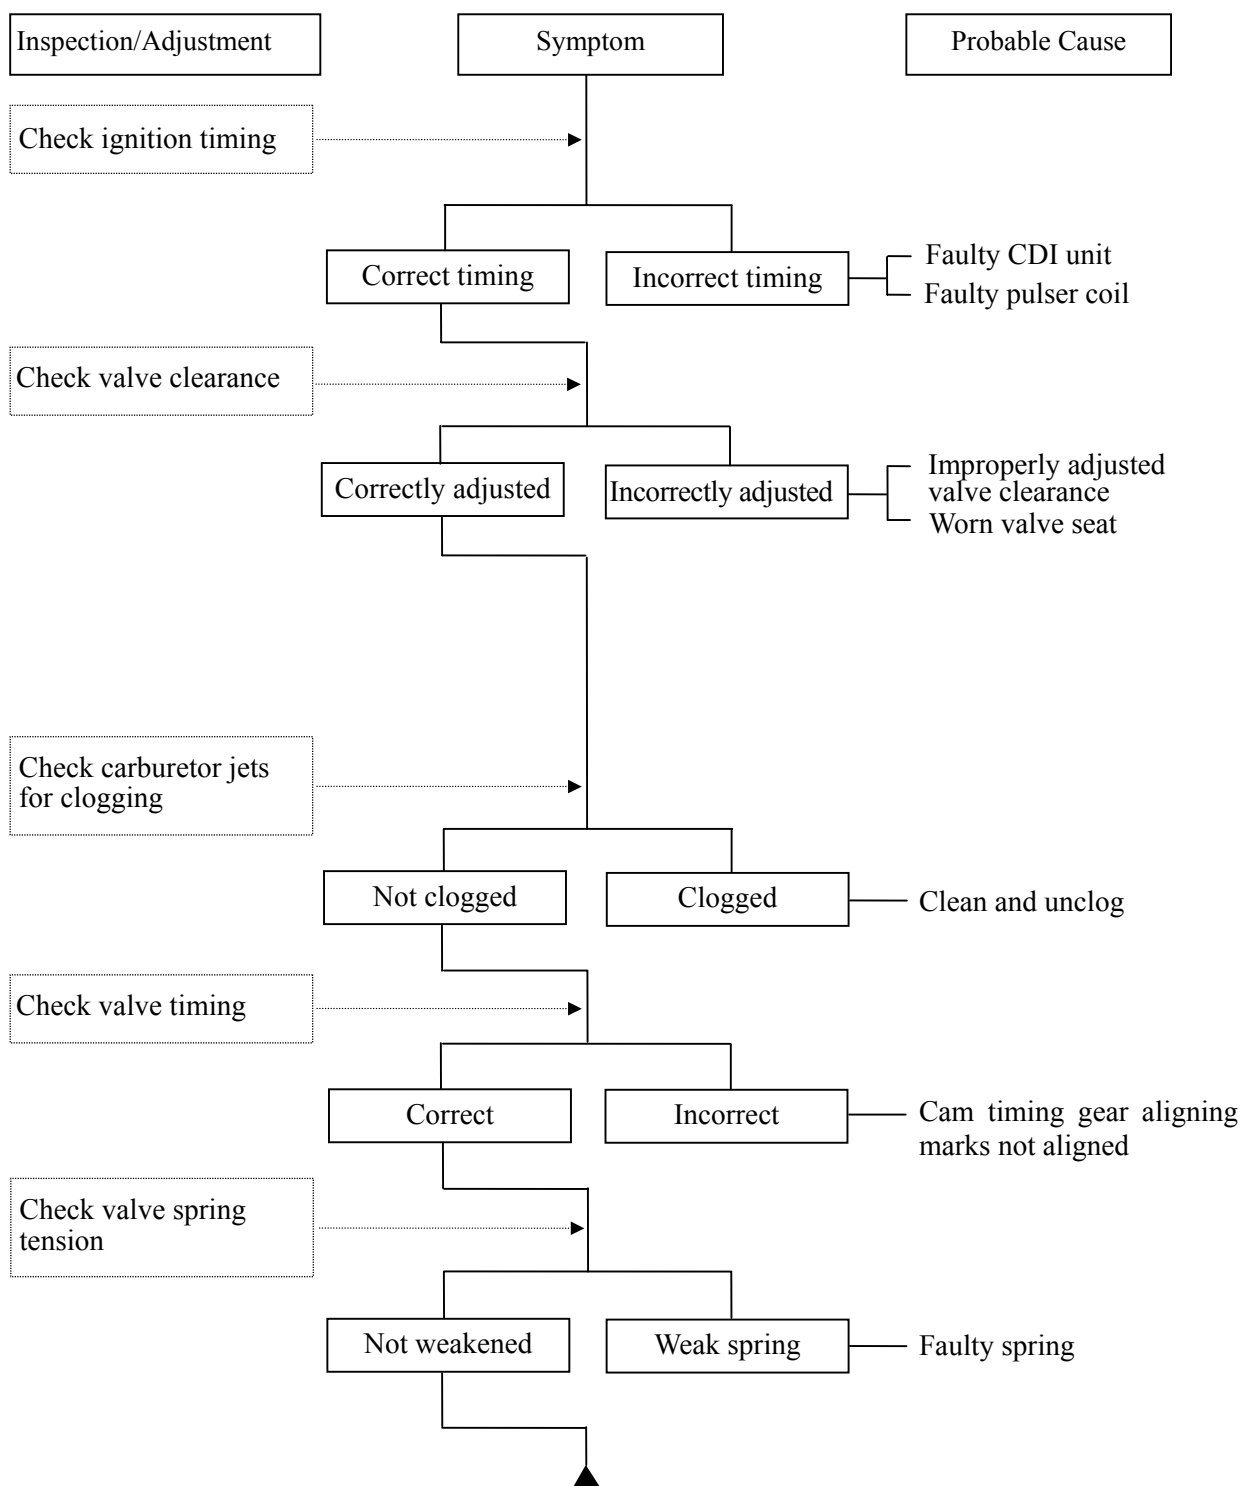 Inspection/Adjustment
Symptom
Probable Cause
Check ignition timing
Correct timing
Incorrect timing
Faulty CDI unit
Faulty pulser coil
Check valve clearance
Correctly adjusted
Incorrectly adjusted
Improperly adjusted
valve clearance
Worn valve seat
Check carburetor jets
for clogging
Not clogged
Clogged
Clean and unclog
Check valve timing
Correct
Incorrect
Cam timing gear aligning
marks not aligned
Check valve spring
tension
Not weakened
Weak spring
Faulty spring